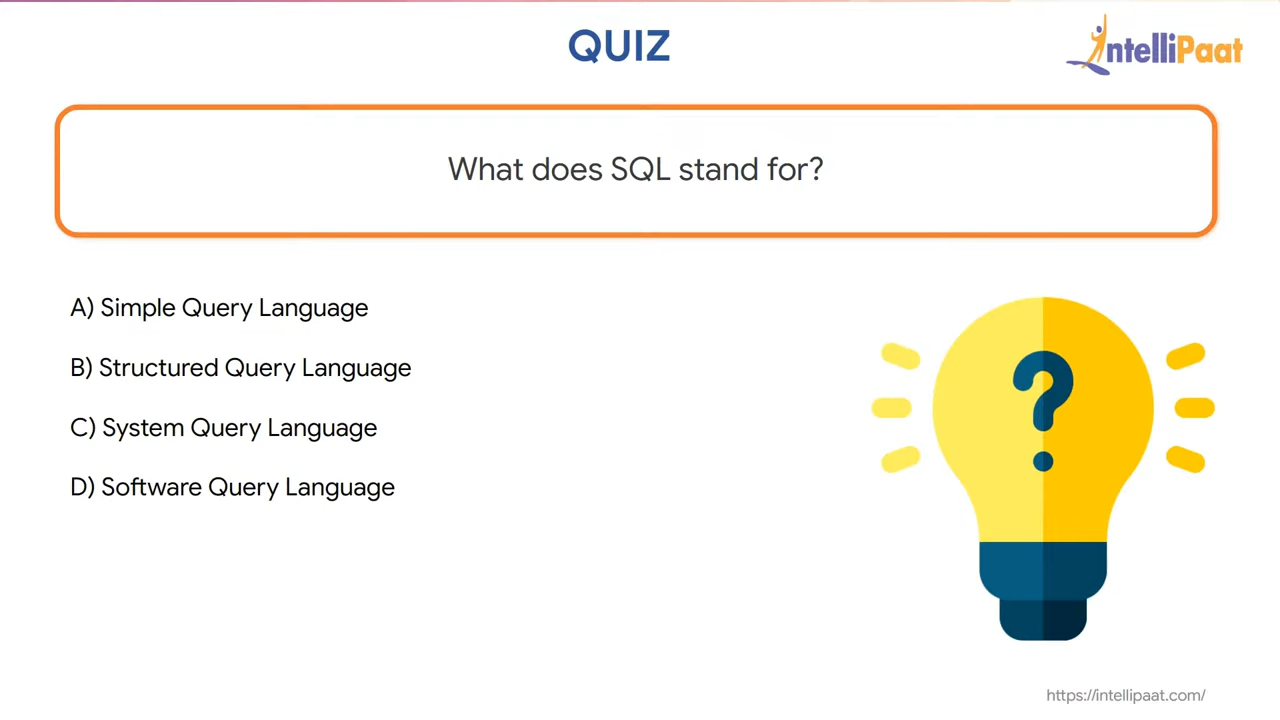 QUIZ
IntelliPaat
What does SQL stand for?
A) Simple Query Language
B) Structured Query Language
C) System Query Language
D) Software Query Language
?
https://intellipaat.com/